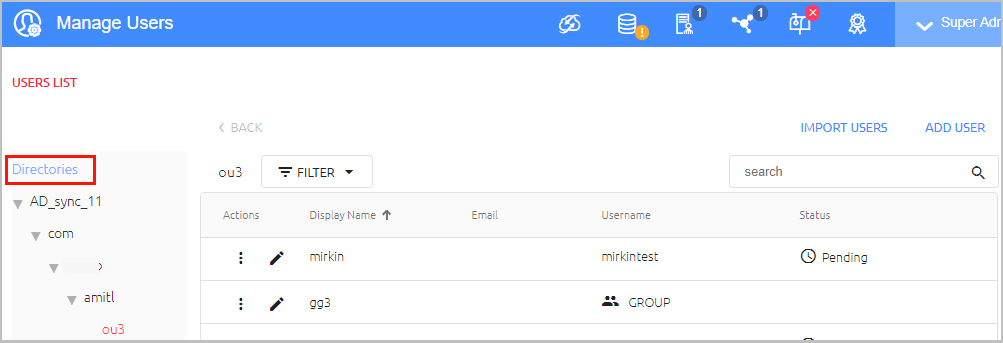 Manage Users
!
1
1
Super Adr
USERS LIST
BACK
IMPORT USERS
ADD USER
Directories
ou3
FILTER
search
AD_sync_11
Actions
Display Name
Email
Username
Status
com
mirkin
mirkintest
Pending
amitl
gg3
GROUP
ou3